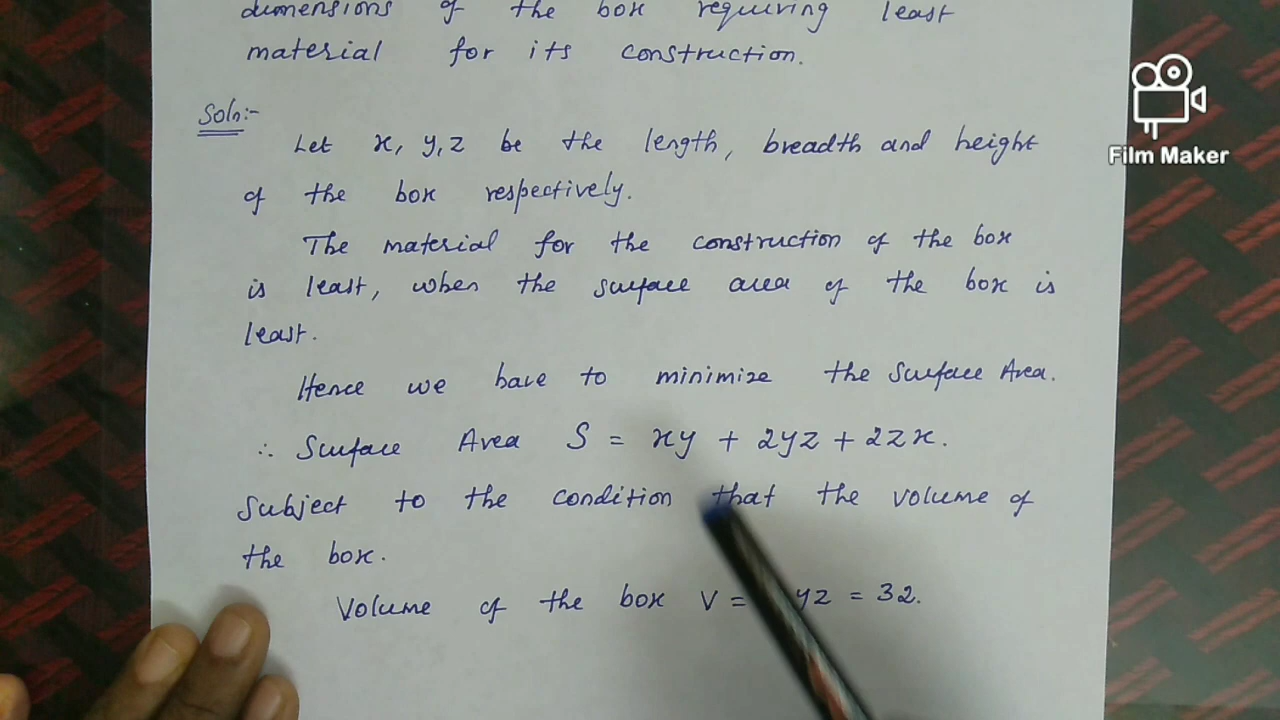 dimensions of the box requiring least
material for its construction.
Soln:-
Let x, y, z be the length, breadth and height
of the box respectively.
The material for the construction of the box
is least, when the surface area of the box is
least.
Hence we have to minimize the Surface Area.
∴ Surface Area S = xy + 2yz + 2zx.
Subject to the condition that the volume of
the box.
Volume of the box V = yz = 32.
Film Maker